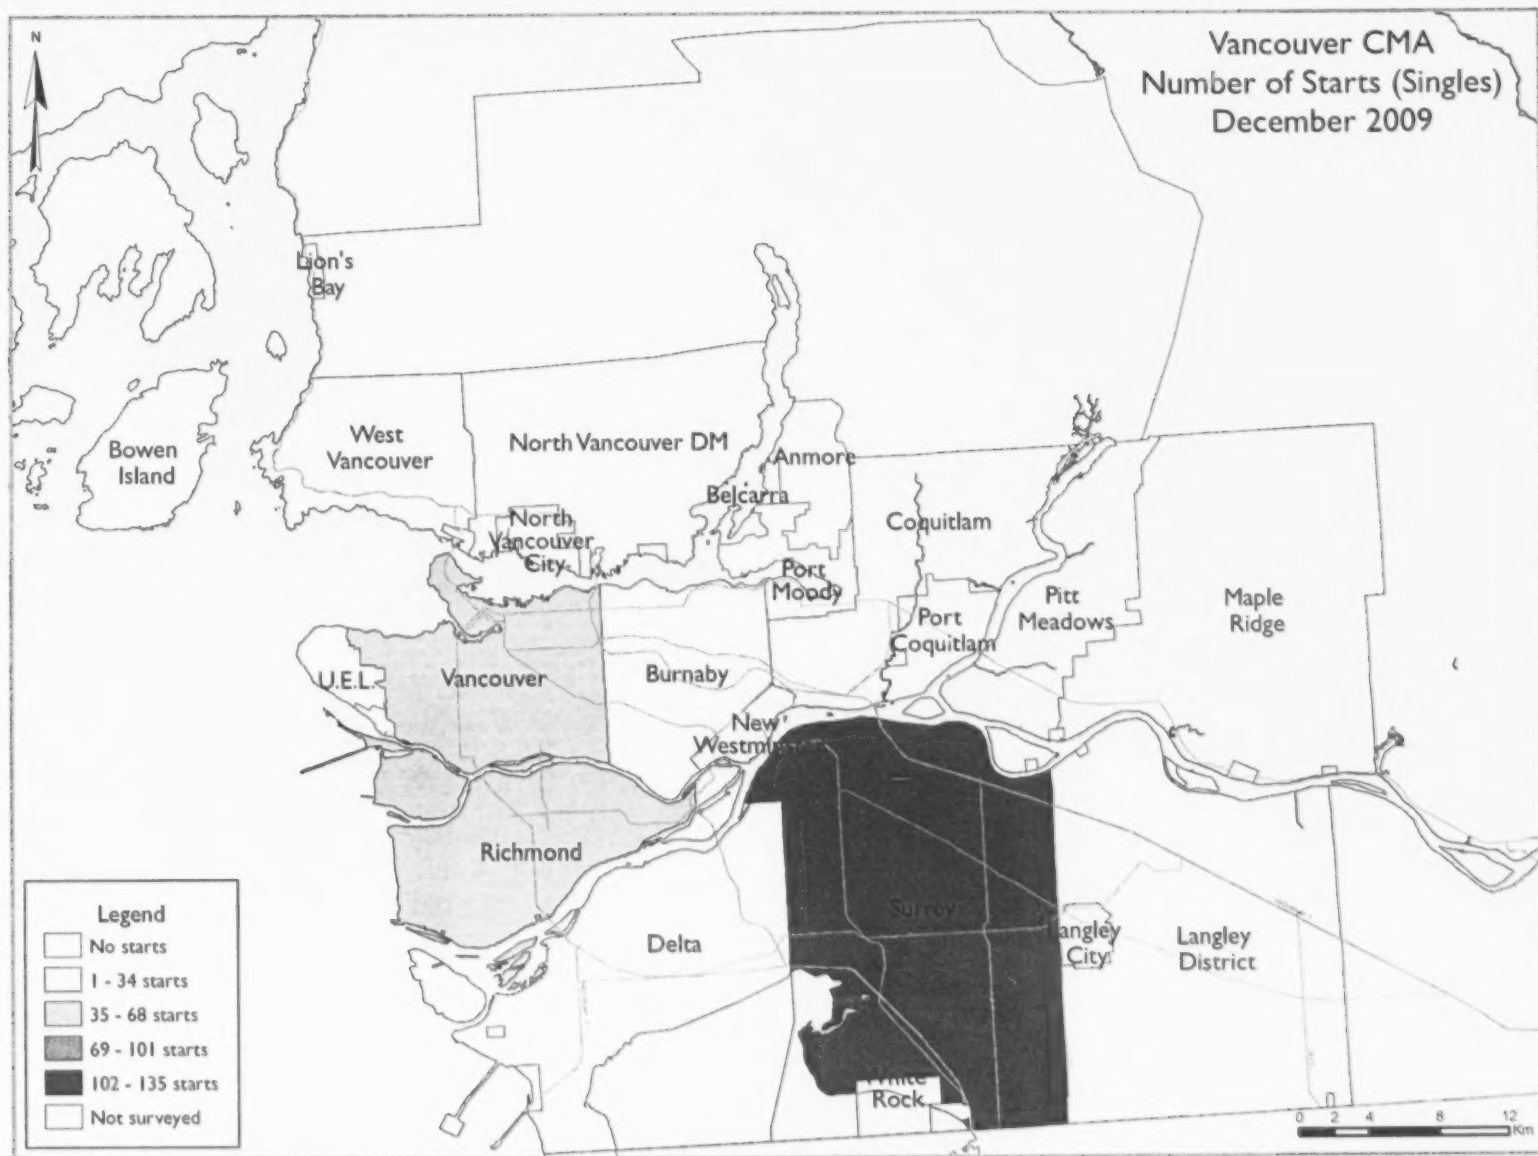 N
Vancouver CMA
Number of Starts (Singles)
December 2009
Lion's
Bay
Bowen
Island
West
Vancouver
North Vancouver DM
Anmore
Belcarra
North
Vancouver
City
Coquitlam
Port
Moody
Port
Coquitlam
Pitt
Meadows
Maple
Ridge
U.E.L.
Vancouver
Burnaby
New
Westminster
Richmond
Surrey
Delta
Langley
City
Langley
District
White
Rock
Legend
No starts
1 - 34 starts
35 - 68 starts
69 - 101 starts
102 - 135 starts
Not surveyed
0 2 4 8 12
Km